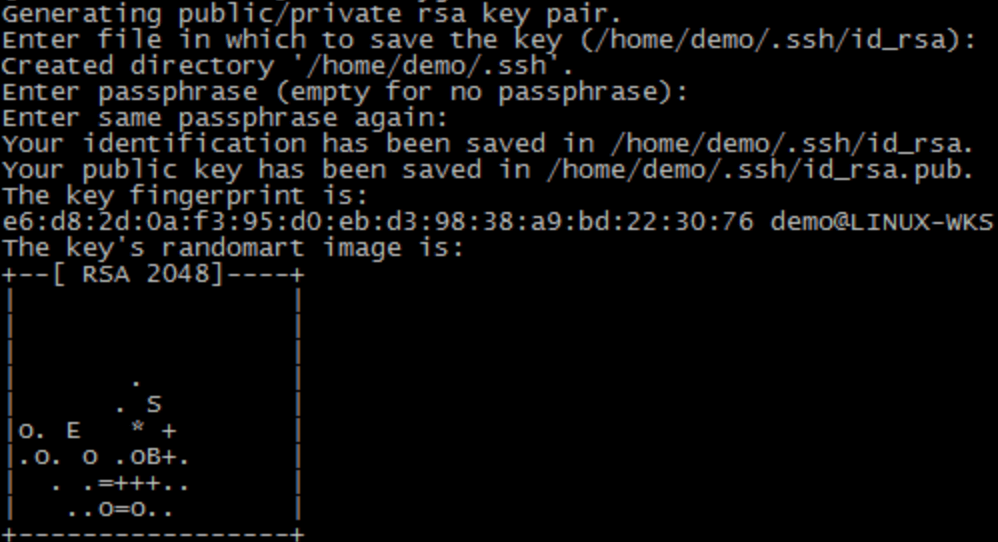 Generating public/private rsa key pair.
Enter file in which to save the key (/home/demo/.ssh/id_rsa):
Created directory '/home/demo/.ssh'.
Enter passphrase (empty for no passphrase):
Enter same passphrase again:
Your identification has been saved in /home/demo/.ssh/id_rsa.
Your public key has been saved in /home/demo/.ssh/id_rsa.pub.
The key fingerprint is:
e6:d8:2d:0a:f3:95:d0:eb:d3:98:38:a9:bd:22:30:76 demo@LINUX-WKS
The key's randomart image is:
+--[ RSA 2048]----+
|                 |
|                 |
|                 |
|       .         |
|      . S        |
|o. E   * +       |
|.o. o .oB+.      |
|  . .=+++..      |
|   ..o=o..       |
+-----------------+